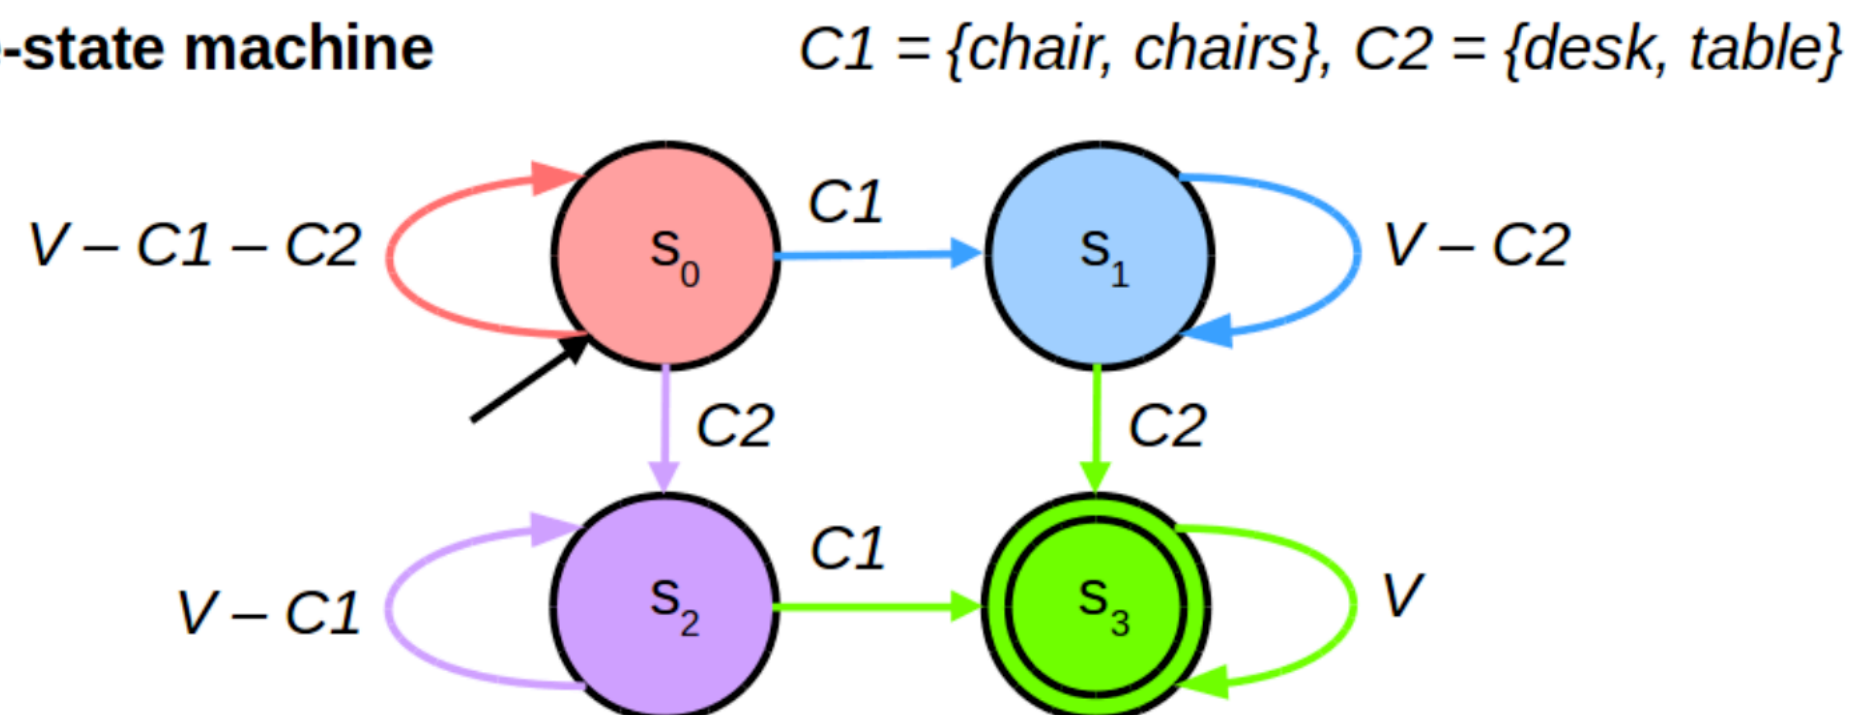 -state machine
C1 = {chair, chairs}, C2 = {desk, table}
C1
V – C1 – C2
s0
s1
V – C2
C2
C2
C1
V – C1
s2
s3
V